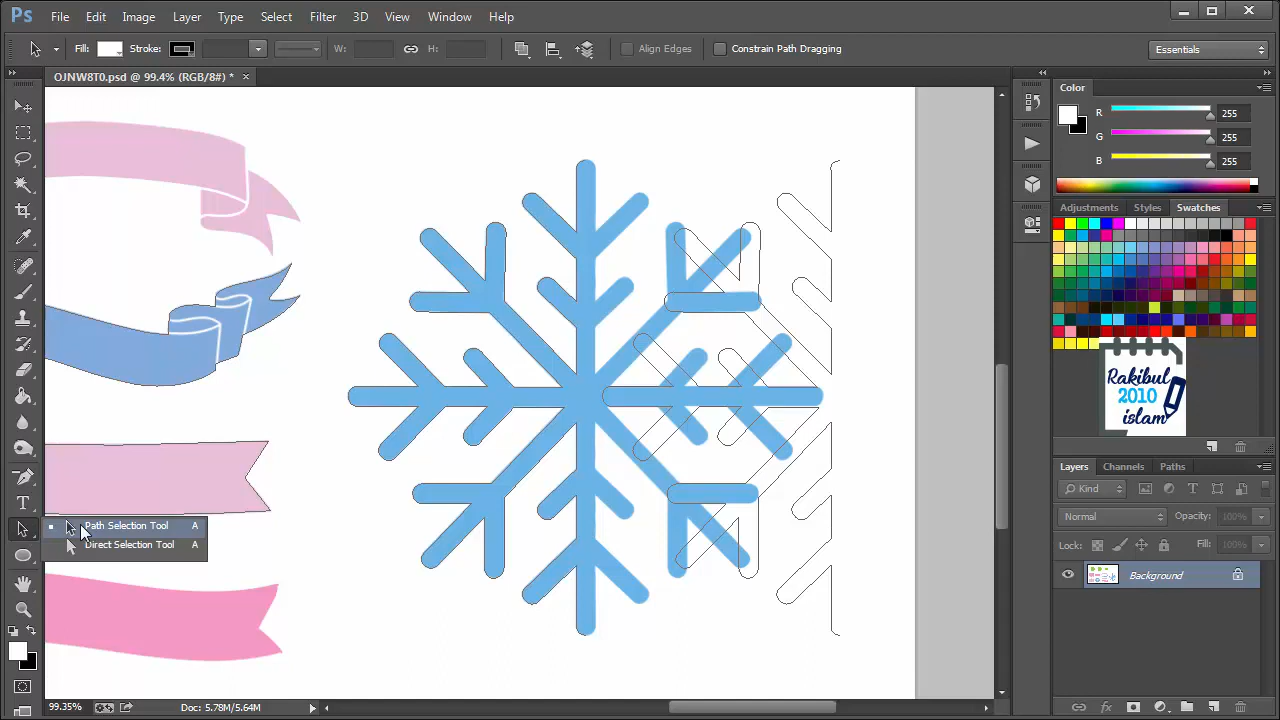 Ps File Edit Image Layer Type Select Filter 3D View Window Help
Fill: Stroke: W: H: Align Edges Constrain Path Dragging Essentials
OJNW8T0.psd @ 99.4% (RGB/8#) *
Color
R 255
G 255
B 255
Adjustments Styles Swatches
Rakibul
2010
islam
Layers Channels Paths
Kind
Normal Opacity: 100%
Lock: Fill: 100%
Background
Path Selection Tool A
Direct Selection Tool A
99.35% Doc: 5.78M/5.64M